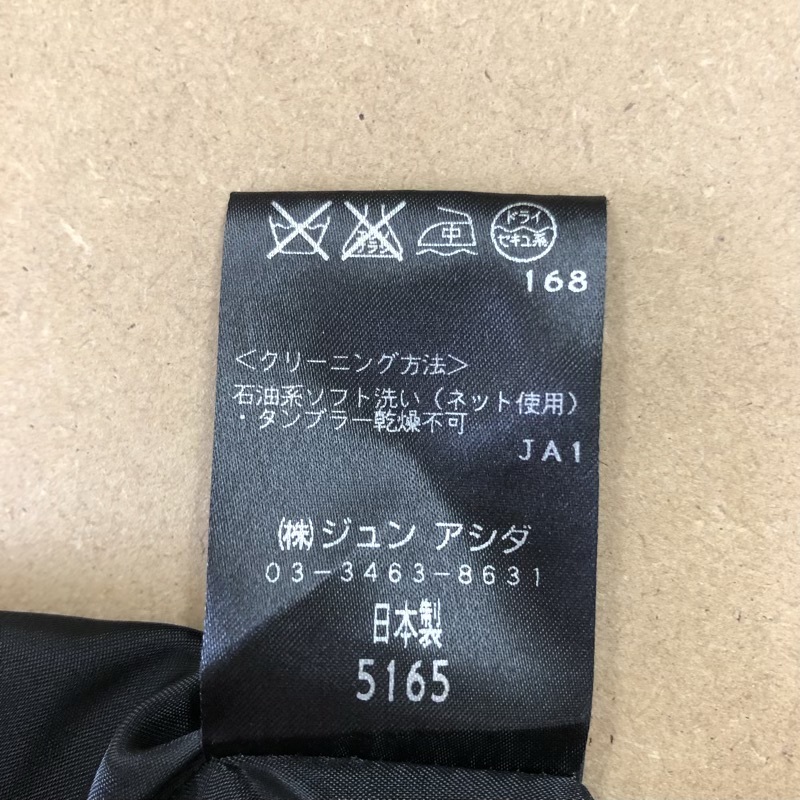 中 ドライ セキユ系
168
<クリーニング方法>
石油系ソフト洗い(ネット使用)
・タンブラー乾燥不可
JA1
㈱ジュン アシダ
03-3463-8631
日本製
5165